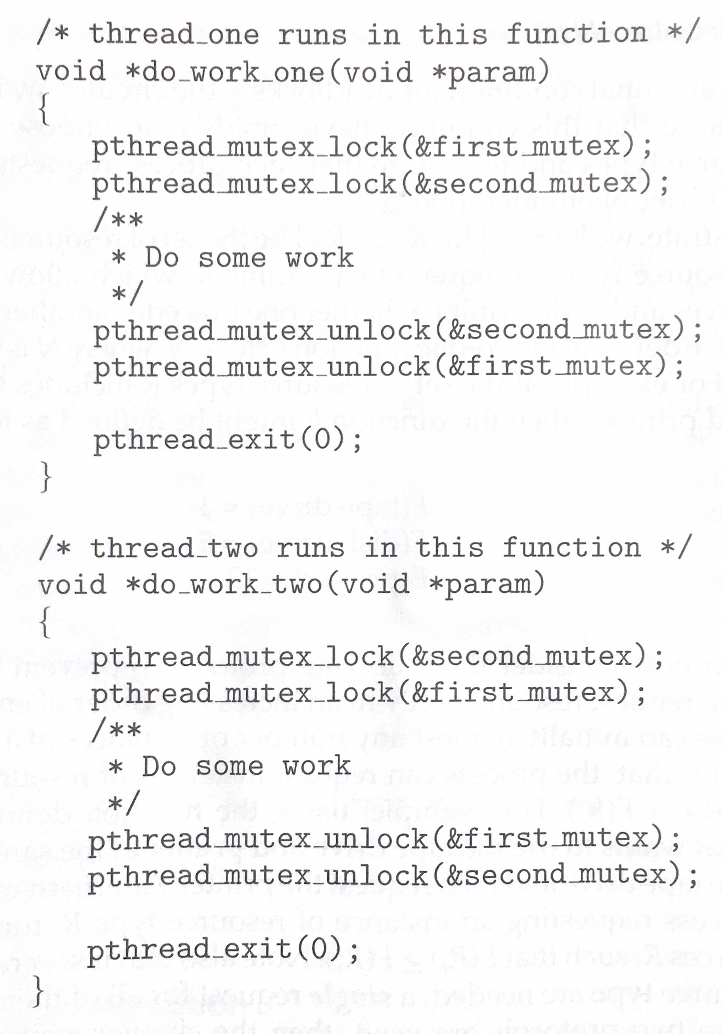 /* thread_one runs in this function */
void *do_work_one(void *param)
{
    pthread_mutex_lock(&first_mutex);
    pthread_mutex_lock(&second_mutex);
    /**
     * Do some work
     */
    pthread_mutex_unlock(&second_mutex);
    pthread_mutex_unlock(&first_mutex);

    pthread_exit(0);
}

/* thread_two runs in this function */
void *do_work_two(void *param)
{
    pthread_mutex_lock(&second_mutex);
    pthread_mutex_lock(&first_mutex);
    /**
     * Do some work
     */
    pthread_mutex_unlock(&first_mutex);
    pthread_mutex_unlock(&second_mutex);

    pthread_exit(0);
}